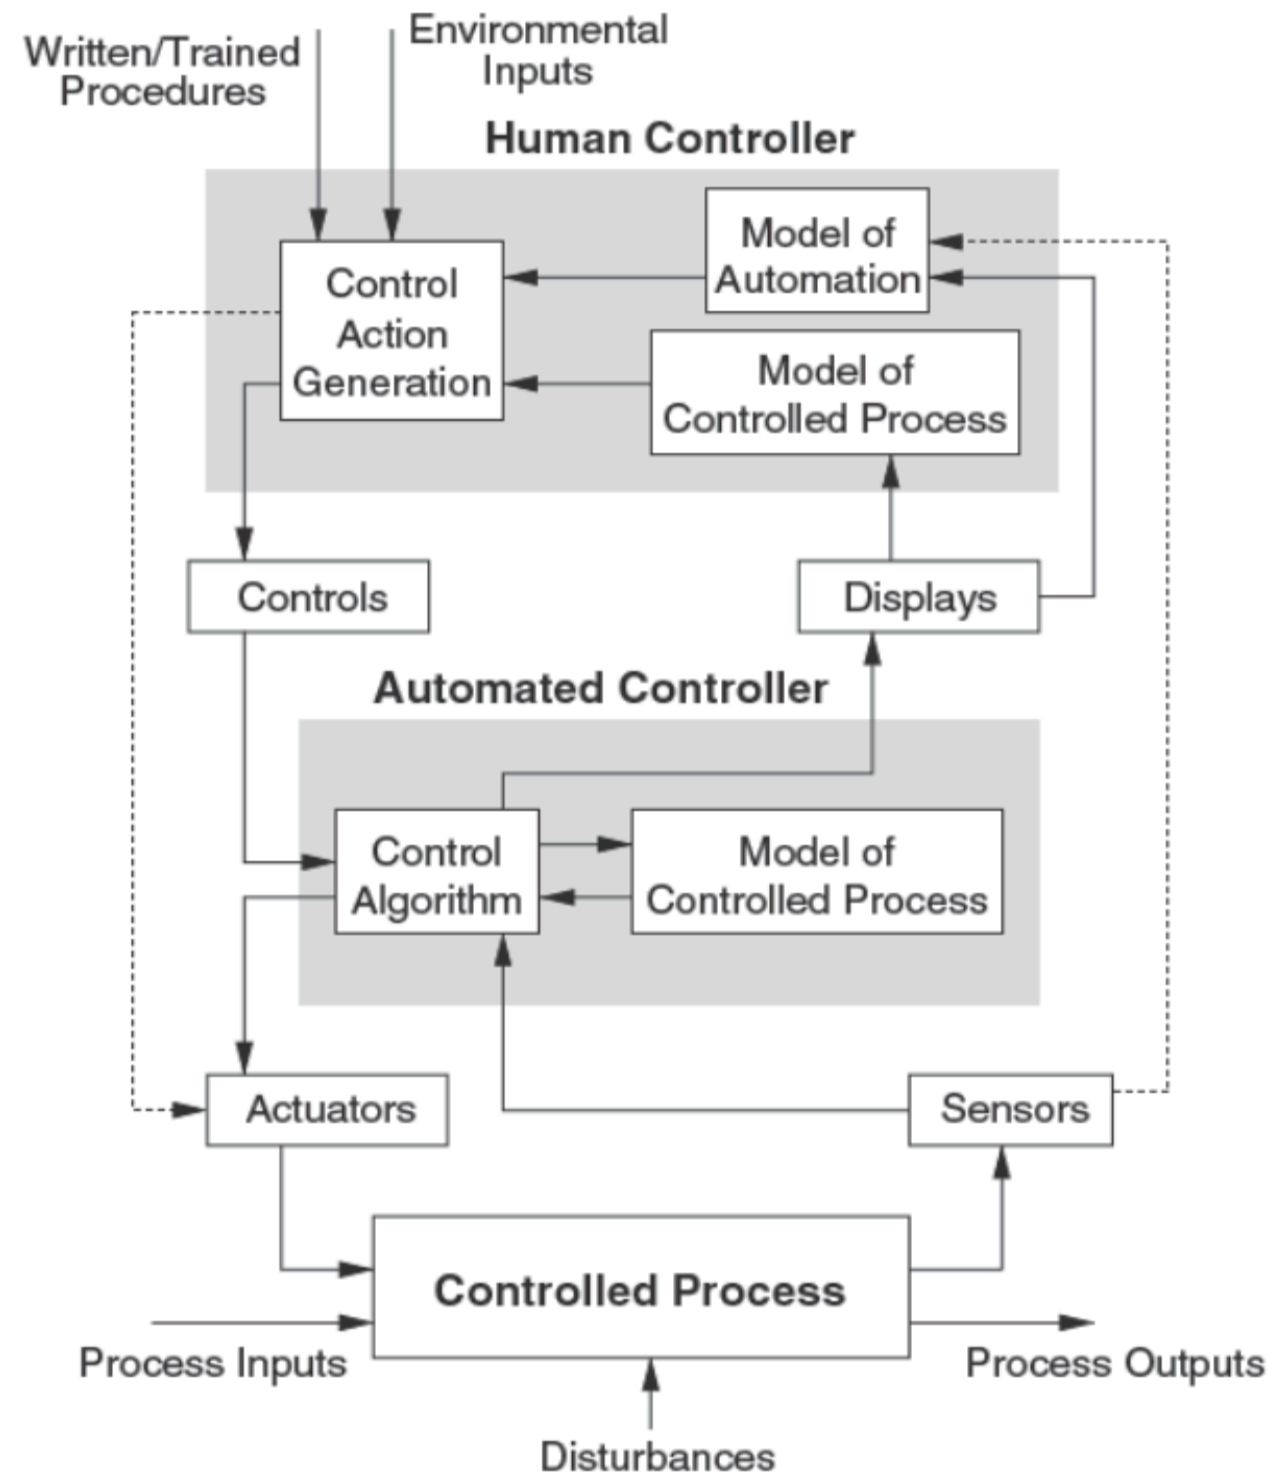 Written/Trained
Procedures
Environmental
Inputs
Human Controller
Control
Action
Generation
Model of
Automation
Model of
Controlled Process
Controls
Displays
Automated Controller
Control
Algorithm
Model of
Controlled Process
Actuators
Sensors
Controlled Process
Process Inputs
Process Outputs
Disturbances